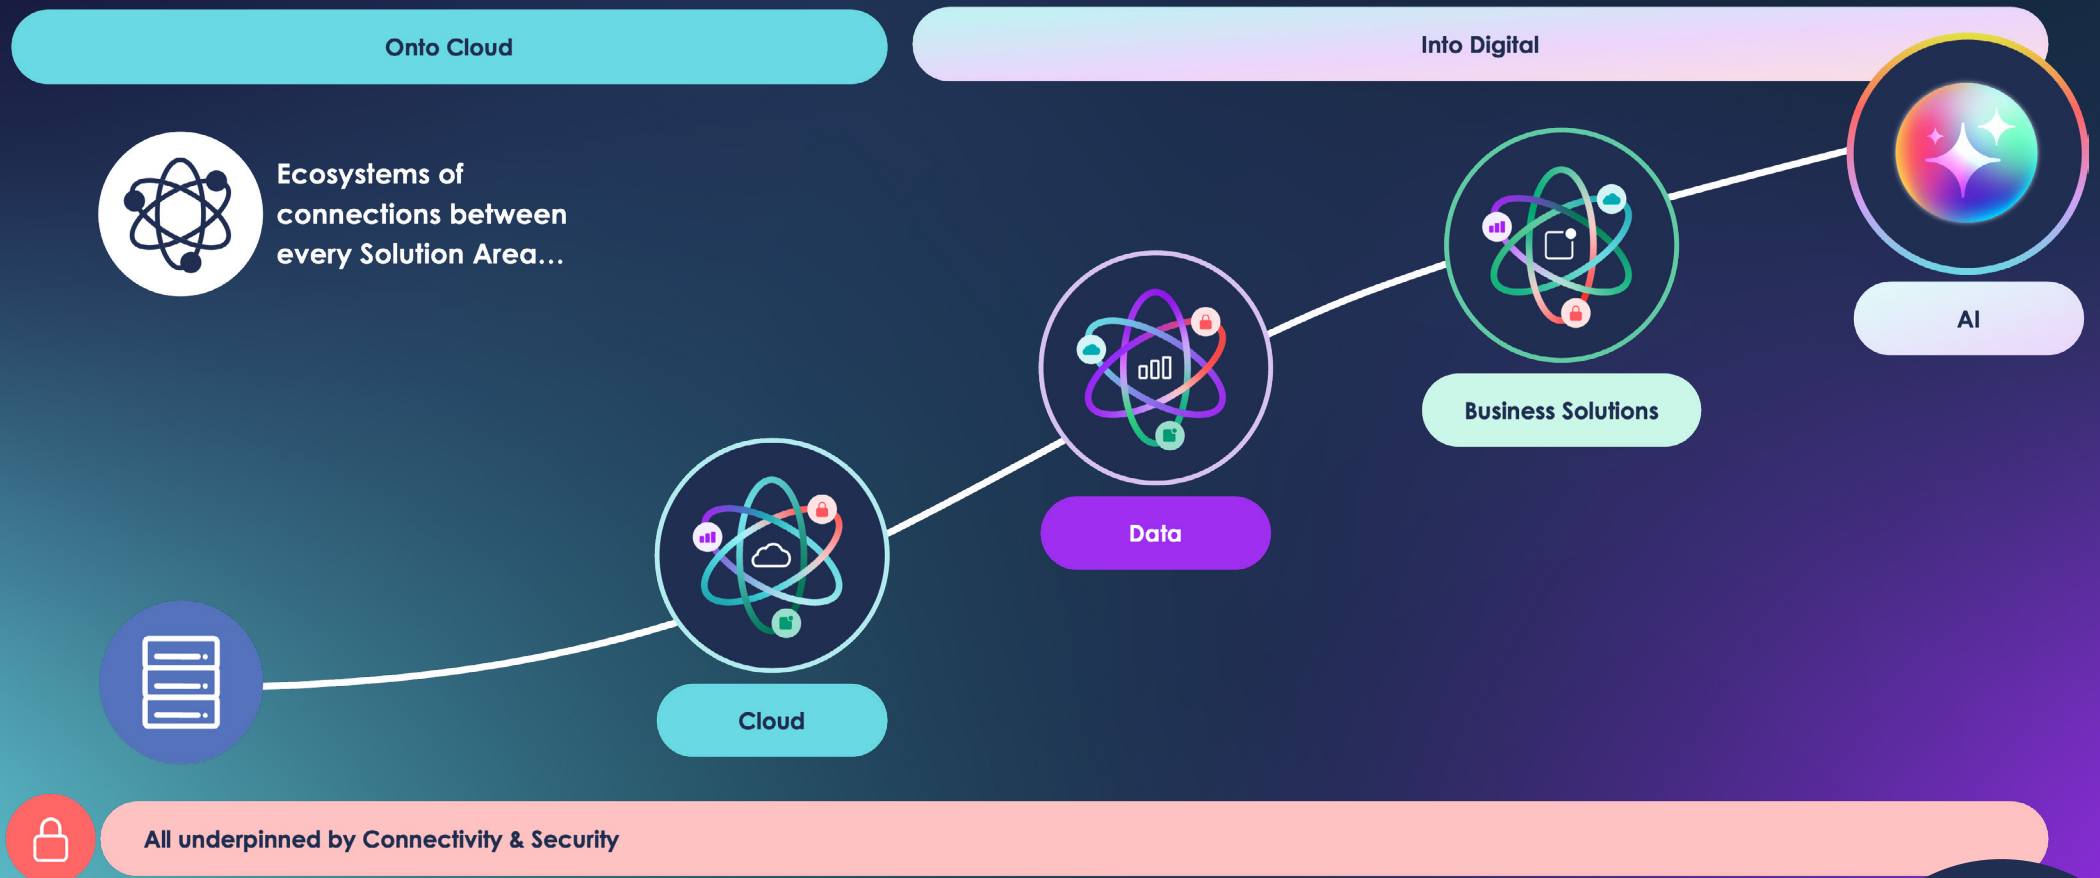 Onto Cloud
Into Digital
Ecosystems of
connections between
every Solution Area...
AI
Business Solutions
Data
Cloud
All underpinned by Connectivity & Security